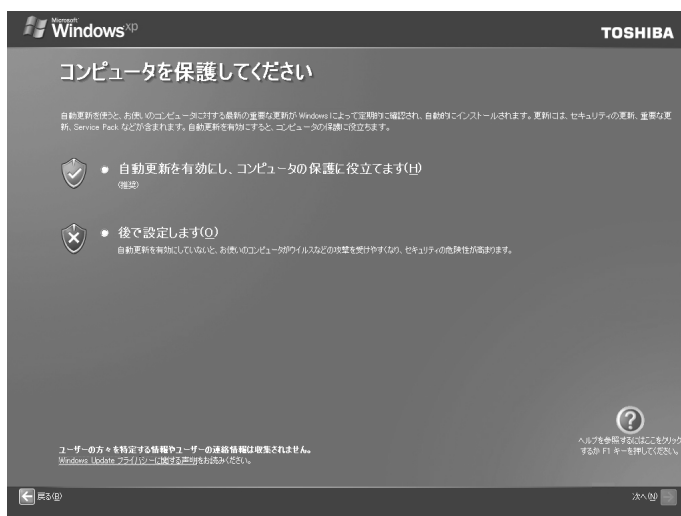 Microsoft
Windows xp
TOSHIBA
コンピュータを保護してください
自動更新を使うと、お使いのコンピュータに対する最新の重要な更新が Windows によって定期的に確認され、自動的にインストールされます。更新には、セキュリティの更新、重要な更
新、Service Pack などが含まれます。自動更新を有効にすると、コンピュータの保護に役立ちます。
自動更新を有効にし、コンピュータの保護に役立てます(H)
(推奨)
後で設定します(O)
自動更新を有効にしていないと、お使いのコンピュータがウイルスなどの攻撃を受けやすくなり、セキュリティの危険性が高まります。
ヘルプを参照するにはここをクリック
するか F1 キーを押してください。
ユーザーの方々を特定する情報やユーザーの連絡情報は収集されません。
Windows Update プライバシーに関する声明をお読みください。
戻る(B)
次へ(N)